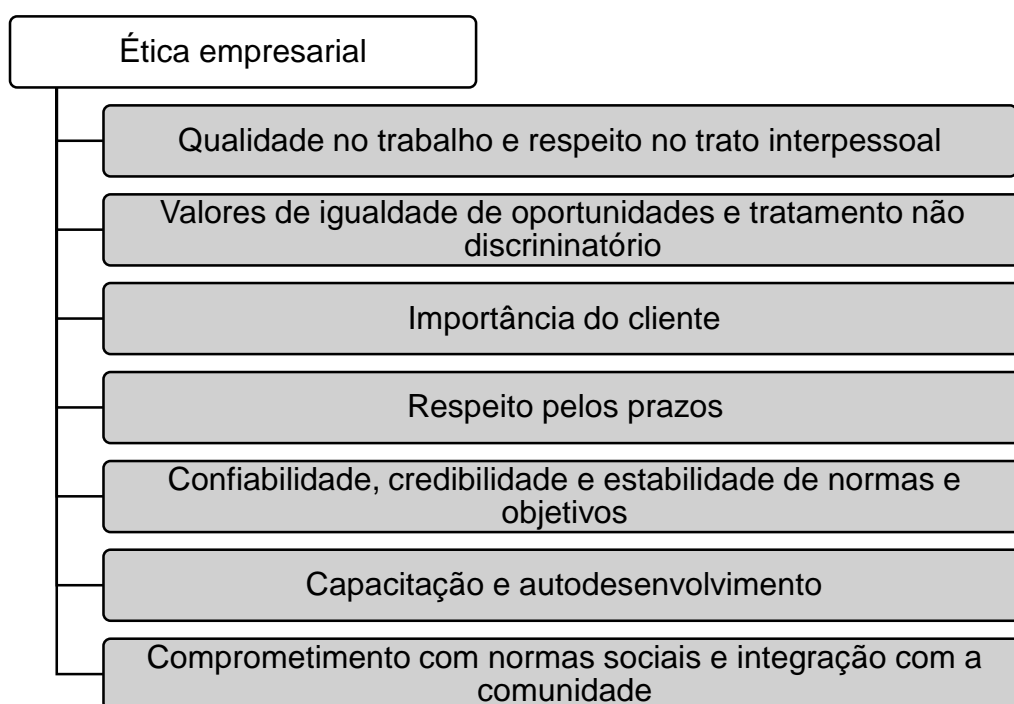 Ética empresarial
Qualidade no trabalho e respeito no trato interpessoal
Valores de igualdade de oportunidades e tratamento não
discrininatório
Importância do cliente
Respeito pelos prazos
Confiabilidade, credibilidade e estabilidade de normas e
objetivos
Capacitação e autodesenvolvimento
Comprometimento com normas sociais e integração com a
comunidade